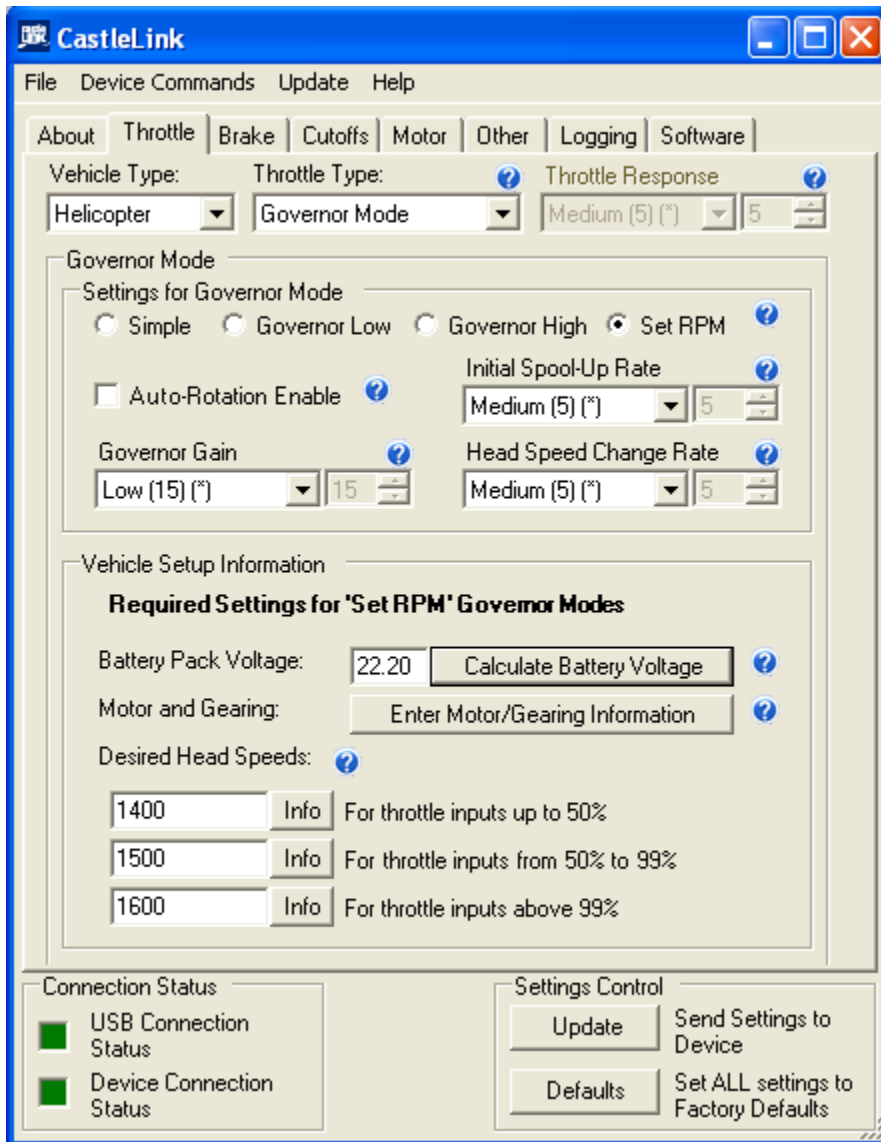 CastleLink
File Device Commands Update Help
About Throttle Brake Cutoffs Motor Other Logging Software
Vehicle Type: Throttle Type: ? Throttle Response ?
Helicopter Governor Mode Medium (5) (*) 5
Governor Mode
Settings for Governor Mode
Simple Governor Low Governor High Set RPM ?
Initial Spool-Up Rate ?
Auto-Rotation Enable ? Medium (5) (*) 5
Governor Gain ? Head Speed Change Rate ?
Low (15) (*) 15 Medium (5) (*) 5
Vehicle Setup Information
Required Settings for 'Set RPM' Governor Modes
Battery Pack Voltage: 22.20 Calculate Battery Voltage ?
Motor and Gearing: Enter Motor/Gearing Information ?
Desired Head Speeds: ?
1400 Info For throttle inputs up to 50%
1500 Info For throttle inputs from 50% to 99%
1600 Info For throttle inputs above 99%
Connection Status
USB Connection
Status
Device Connection
Status
Settings Control
Update Send Settings to
Device
Defaults Set ALL settings to
Factory Defaults